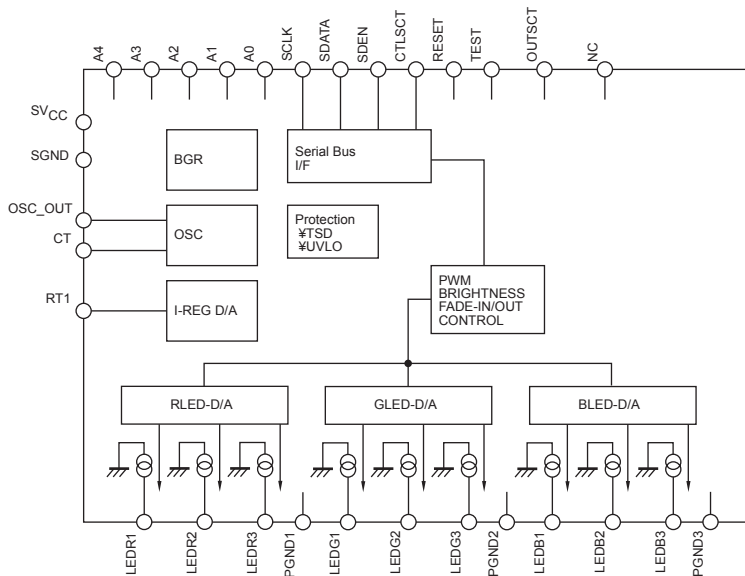 A4
A3
A2
A1
A0
SCLK
SDATA
SDEN
CTLSCT
RESET
TEST
OUTSCT
NC
SVCC
SGND
OSC_OUT
CT
RT1
BGR
Serial Bus
I/F
OSC
Protection
¥TSD
¥UVLO
I-REG D/A
PWM
BRIGHTNESS
FADE-IN/OUT
CONTROL
RLED-D/A
GLED-D/A
BLED-D/A
LEDR1
LEDR2
LEDR3
PGND1
LEDG1
LEDG2
LEDG3
PGND2
LEDB1
LEDB2
LEDB3
PGND3